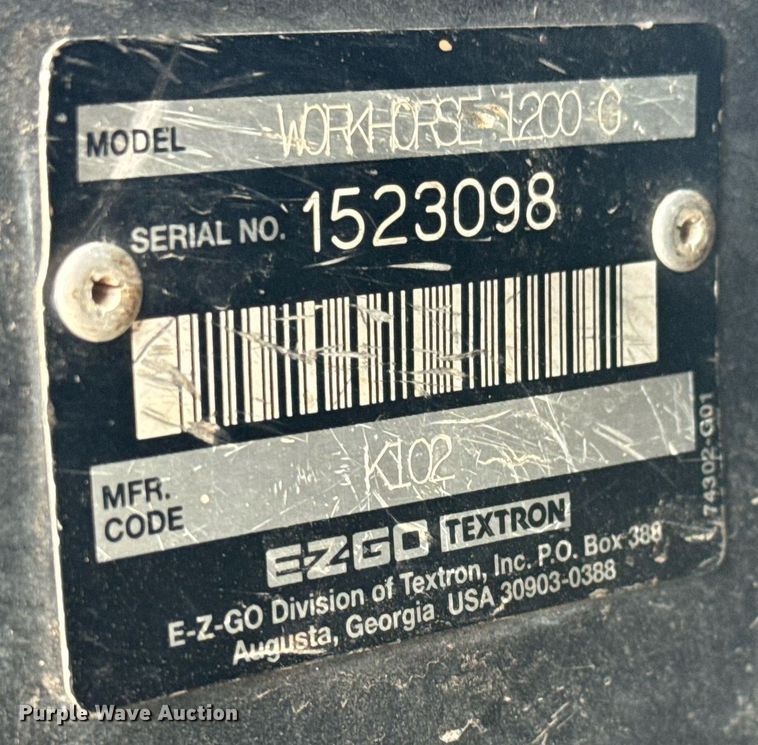 MODEL WORKHORSE 1200 G
SERIAL NO. 1523098
MFR. CODE K102
74302-G01
E-Z-GO TEXTRON
E-Z-GO Division of Textron, Inc. P.O. Box 388
Augusta, Georgia USA 30903-0388
Purple Wave Auction